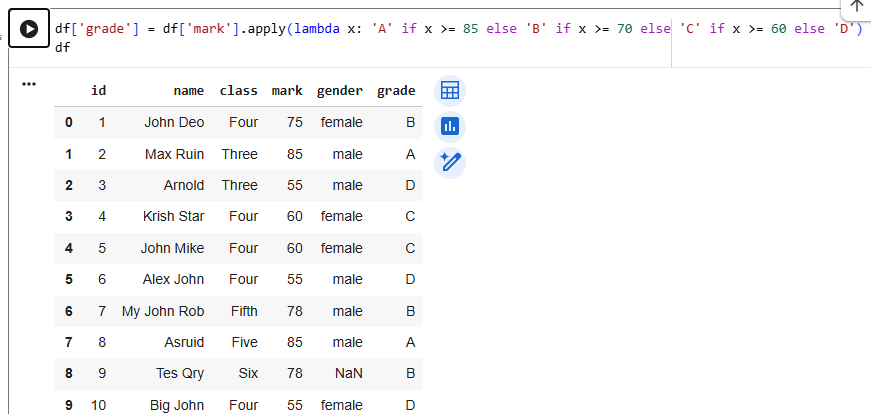 df['grade'] = df['mark'].apply(lambda x: 'A' if x >= 85 else 'B' if x >= 70 else 'C' if x >= 60 else 'D')
df
id name class mark gender grade
0 1 John Deo Four 75 female B
1 2 Max Ruin Three 85 male A
2 3 Arnold Three 55 male D
3 4 Krish Star Four 60 female C
4 5 John Mike Four 60 female C
5 6 Alex John Four 55 male D
6 7 My John Rob Fifth 78 male B
7 8 Asruid Five 85 male A
8 9 Tes Qry Six 78 NaN B
9 10 Big John Four 55 female D